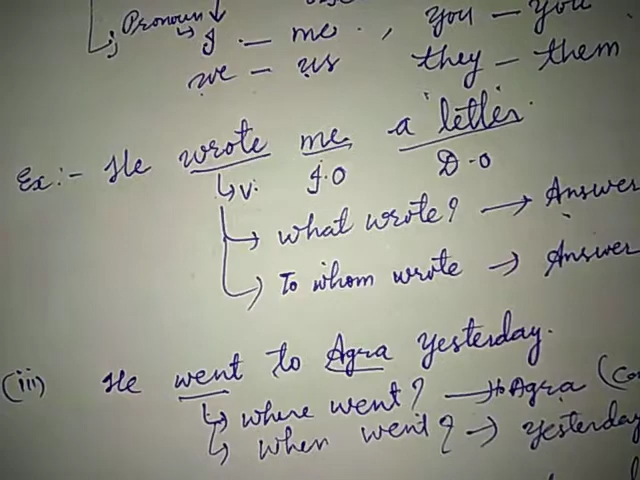 Pronoun
I — me , you — you
we — us they — them
Ex:- He wrote me a letter.
V. I.O D.O
What wrote? → Answer
To whom wrote → Answer
(iii) He went to Agra yesterday.
where went? → to Agra
when went? → yesterday